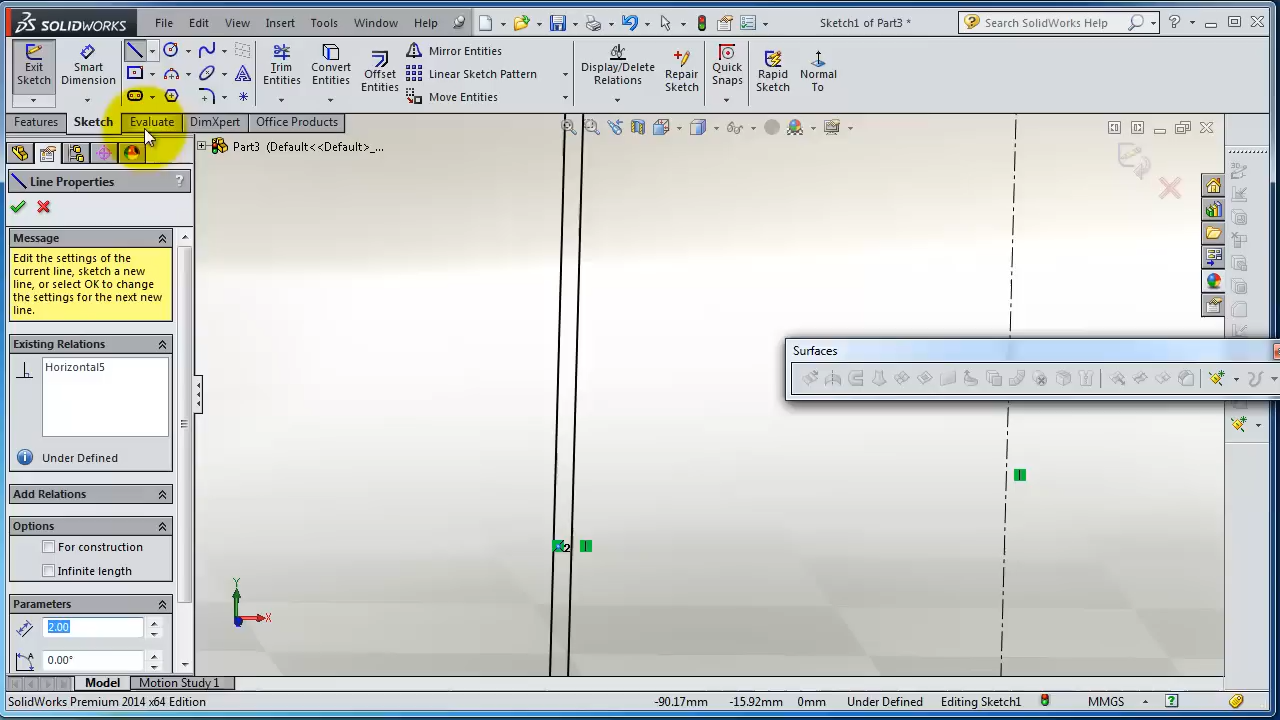 SOLIDWORKS
File Edit View Insert Tools Window Help
Sketch1 of Part3 *
Search SolidWorks Help
Exit Sketch
Smart Dimension
Trim Entities
Convert Entities
Offset Entities
Mirror Entities
Linear Sketch Pattern
Move Entities
Display/Delete Relations
Repair Sketch
Quick Snaps
Rapid Sketch
Normal To
Features Sketch Evaluate DimXpert Office Products
Part3 (Default<<Default>_...
Line Properties ?
Message
Edit the settings of the
current line, sketch a new
line, or select OK to change
the settings for the next new
line.
Existing Relations
Horizontal5
Under Defined
Add Relations
Options
For construction
Infinite length
Parameters
2.00
0.00°
Surfaces
2
Y
X
Model Motion Study 1
SolidWorks Premium 2014 x64 Edition
-90.17mm -15.92mm 0mm Under Defined Editing Sketch1 MMGS